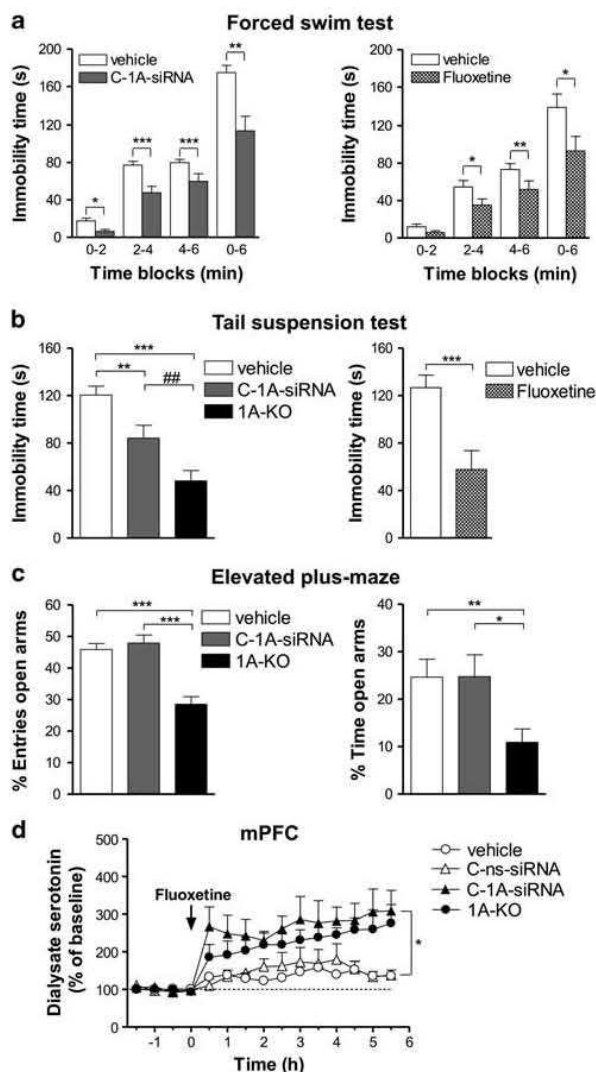 a
Forced swim test
Immobility time (s)
200
160
120
80
40
0
vehicle
C-1A-siRNA
*
***
***
**
0-2
2-4
4-6
0-6
Time blocks (min)
Immobility time (s)
200
160
120
80
40
0
vehicle
Fluoxetine
*
**
*
0-2
2-4
4-6
0-6
Time blocks (min)
b
Tail suspension test
Immobility time (s)
160
120
80
40
0
***
**
##
vehicle
C-1A-siRNA
1A-KO
Immobility time (s)
160
120
80
40
0
***
vehicle
Fluoxetine
c
Elevated plus-maze
% Entries open arms
60
50
40
30
20
10
0
***
***
vehicle
C-1A-siRNA
1A-KO
% Time open arms
40
30
20
10
0
**
*
d
mPFC
Dialysate serotonin
(% of baseline)
500
400
300
200
100
0
Fluoxetine
vehicle
C-ns-siRNA
C-1A-siRNA
1A-KO
*
-1
0
1
2
3
4
5
6
Time (h)